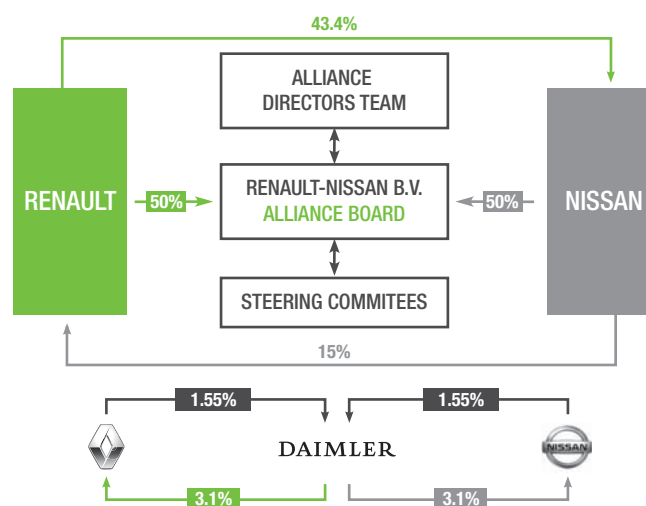 43.4%
ALLIANCE
DIRECTORS TEAM
RENAULT
50%
RENAULT-NISSAN B.V.
ALLIANCE BOARD
50%
NISSAN
STEERING COMMITEES
15%
1.55%
1.55%
DAIMLER
NISSAN
3.1%
3.1%